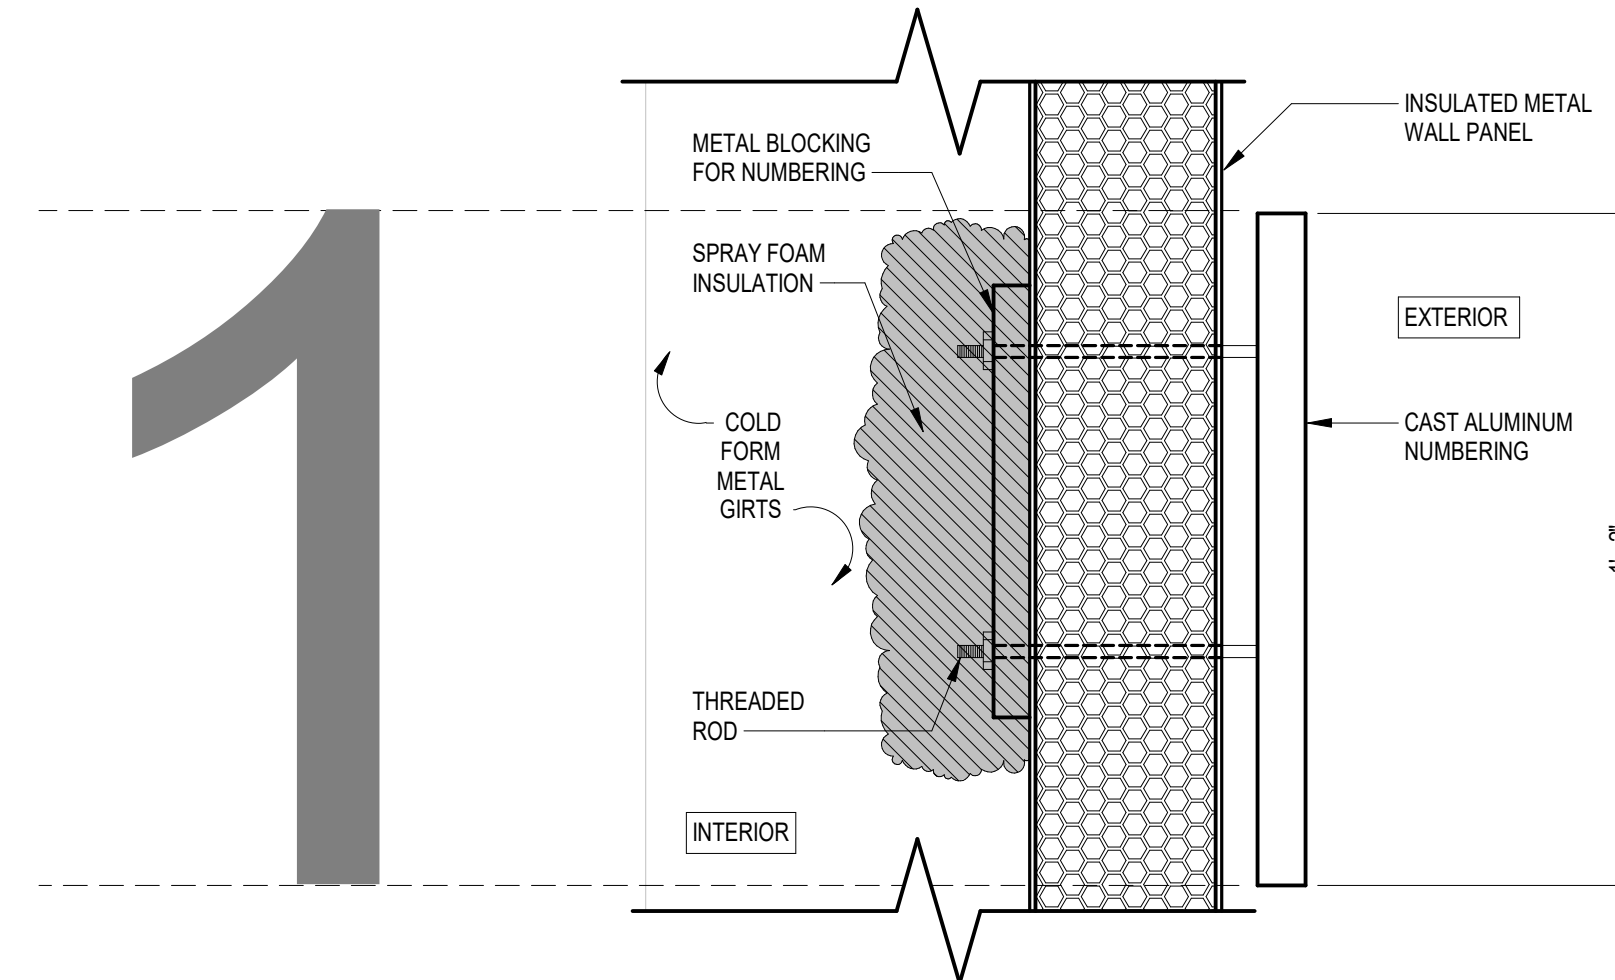 1
METAL BLOCKING
FOR NUMBERING
SPRAY FOAM
INSULATION
COLD
FORM
METAL
GIRTS
THREADED
ROD
INTERIOR
INSULATED METAL
WALL PANEL
EXTERIOR
CAST ALUMINUM
NUMBERING